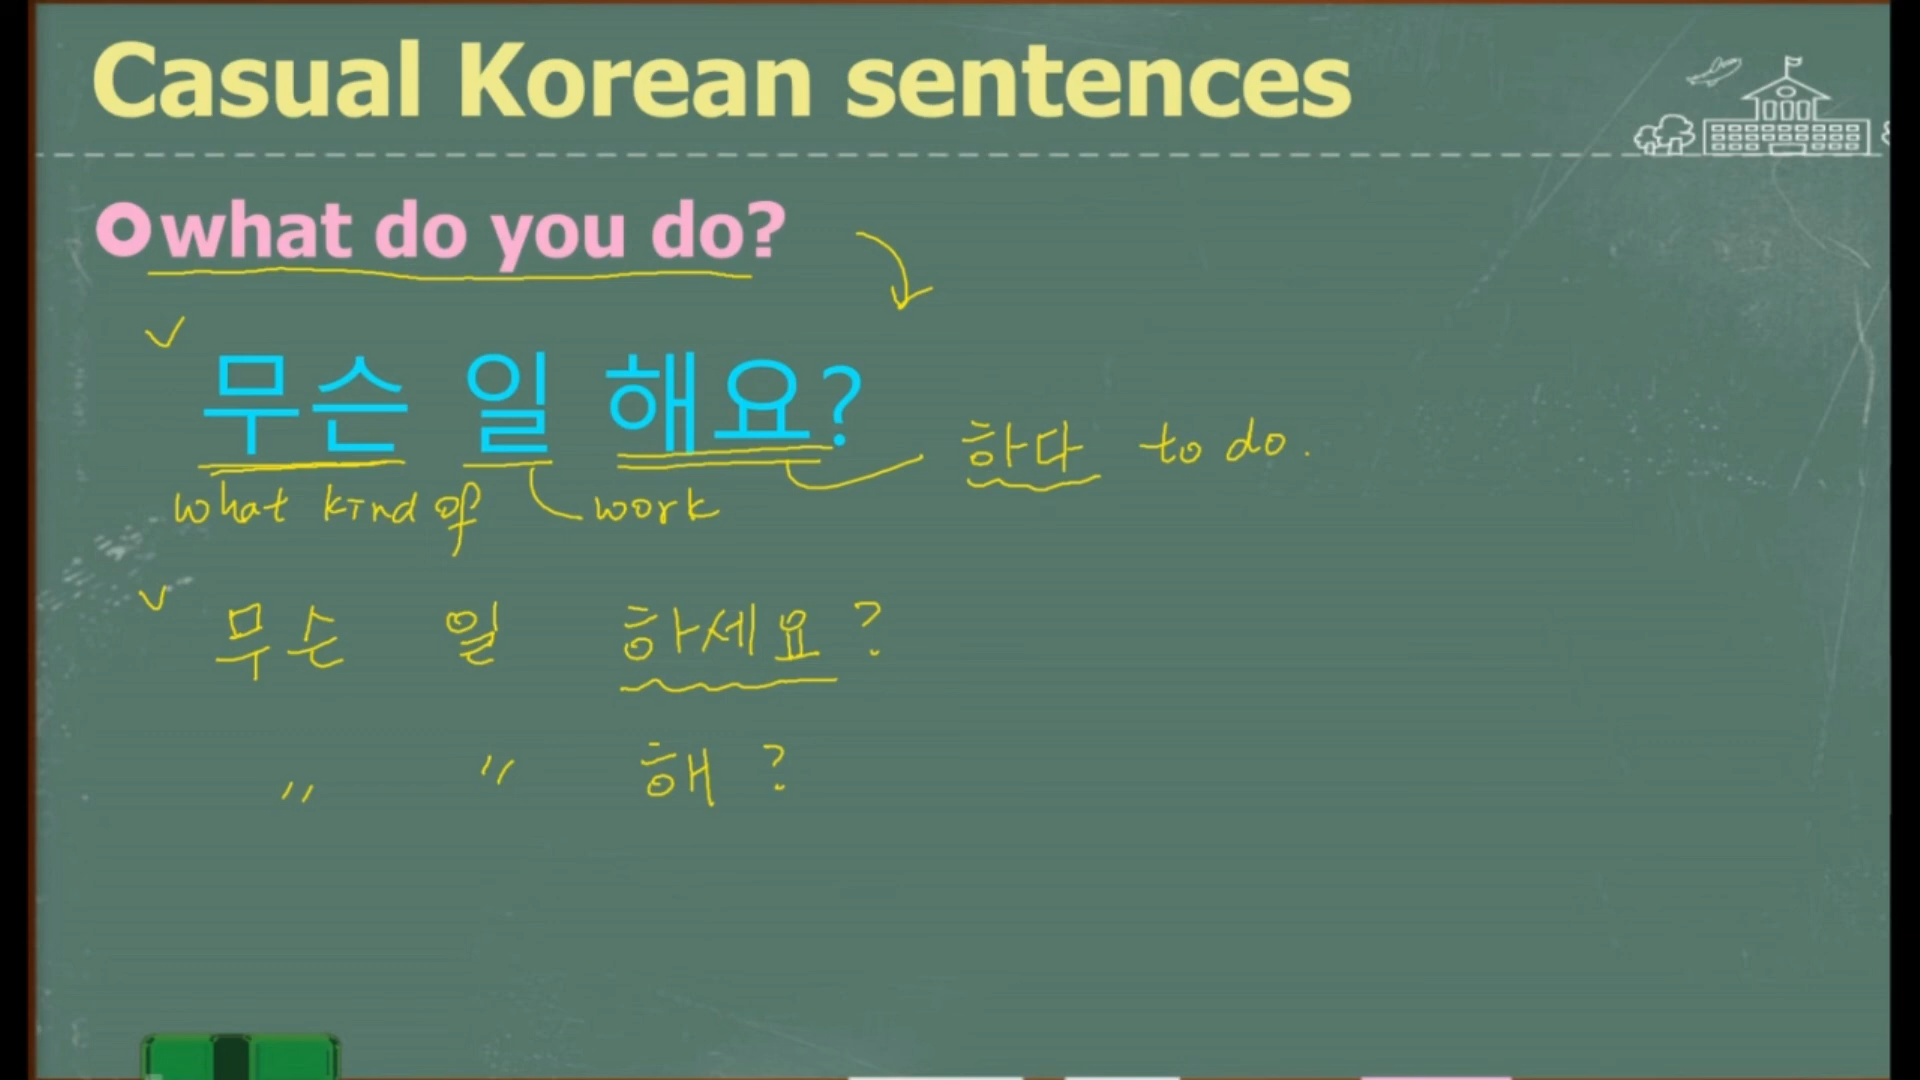 Casual Korean sentences
what do you do?
무슨 일 해요?
하다 to do.
what kind of work
무슨 일 하세요?
〃 〃 해?